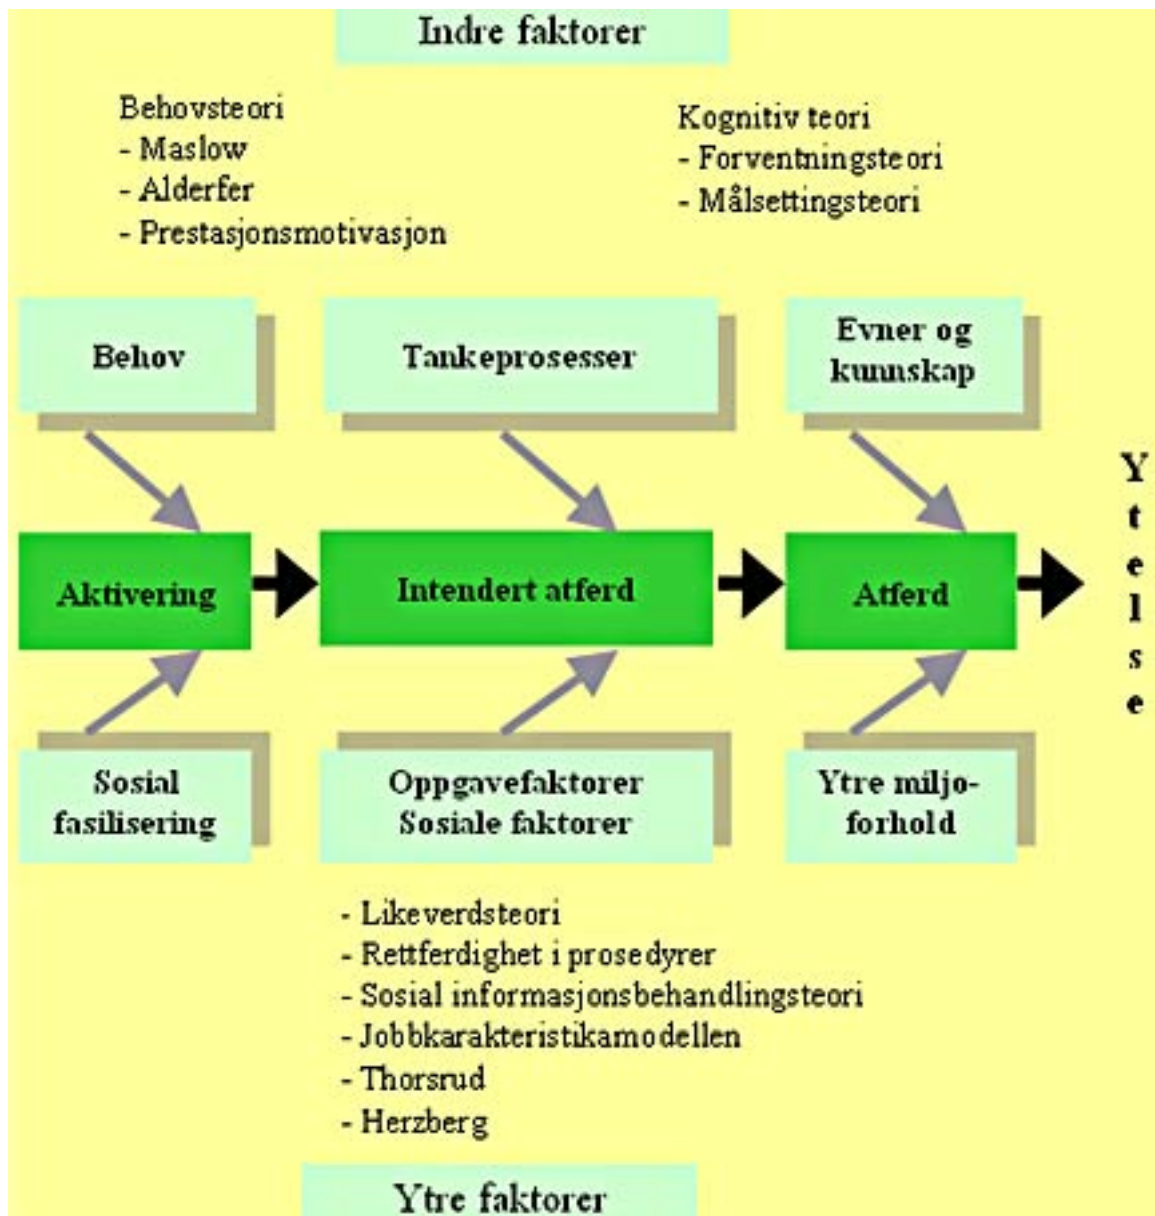 Indre faktorer
Behovsteori
- Maslow
- Alderfer
- Prestasjonsmotivasjon
Kognitiv teori
- Forventningsteori
- Målsettingsteori
Behov
Tankeprosesser
Evner og
kunnskap
Aktivering
Intendert atferd
Atferd
Ytelse
Sosial
fasilisering
Oppgavefaktorer
Sosiale faktorer
Ytre miljo-
forhold
- Likeverdsteori
- Rettferdighet i prosedyrer
- Sosial informasjonsbehandlingsteori
- Jobbkarakteristikamodellen
- Thorsrud
- Herzberg
Ytre faktorer